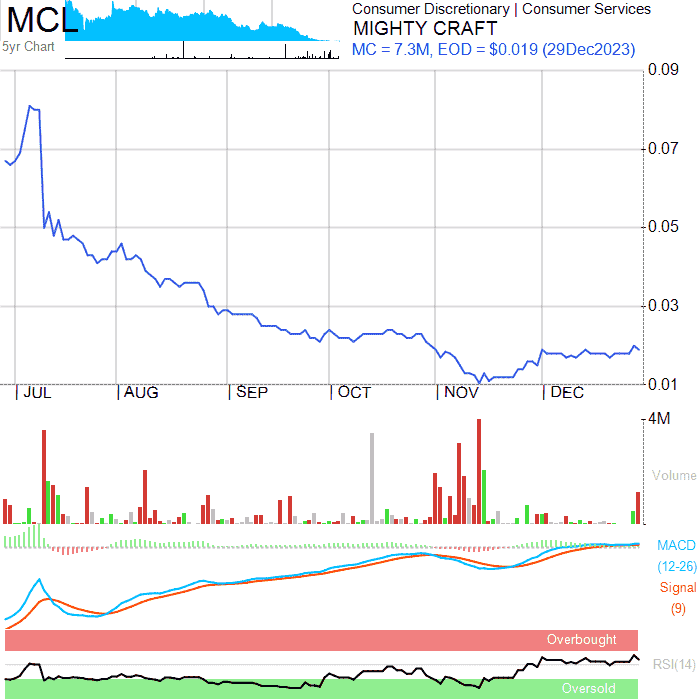 MCL
5yr Chart
Consumer Discretionary | Consumer Services
MIGHTY CRAFT
MC = 7.3M, EOD = $0.019 (29Dec2023)
0.09
0.07
0.05
0.03
0.01
JUL AUG SEP OCT NOV DEC
4M
Volume
MACD
(12-26)
Signal
(9)
Overbought
RSI(14)
Oversold